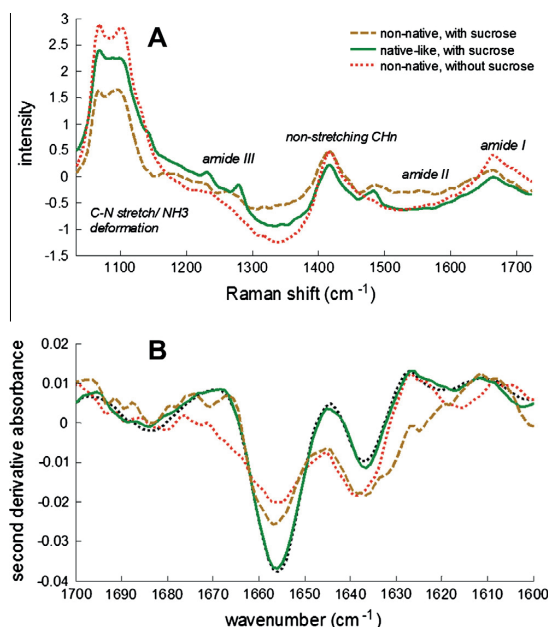 A
non-native, with sucrose
native-like, with sucrose
non-native, without sucrose
3
2.5
2
1.5
1
0.5
0
-0.5
-1
1.5
intensity
amide III
non-stretching CHn
amide II
amide I
C-N stretch/ NH3
deformation
1100 1200 1300 1400 1500 1600 1700
Raman shift (cm -1)
B
0.02
0.01
0
-0.01
-0.02
-0.03
-0.04
second derivative absorbance
1700 1690 1680 1670 1660 1650 1640 1630 1620 1610 1600
wavenumber (cm-1)